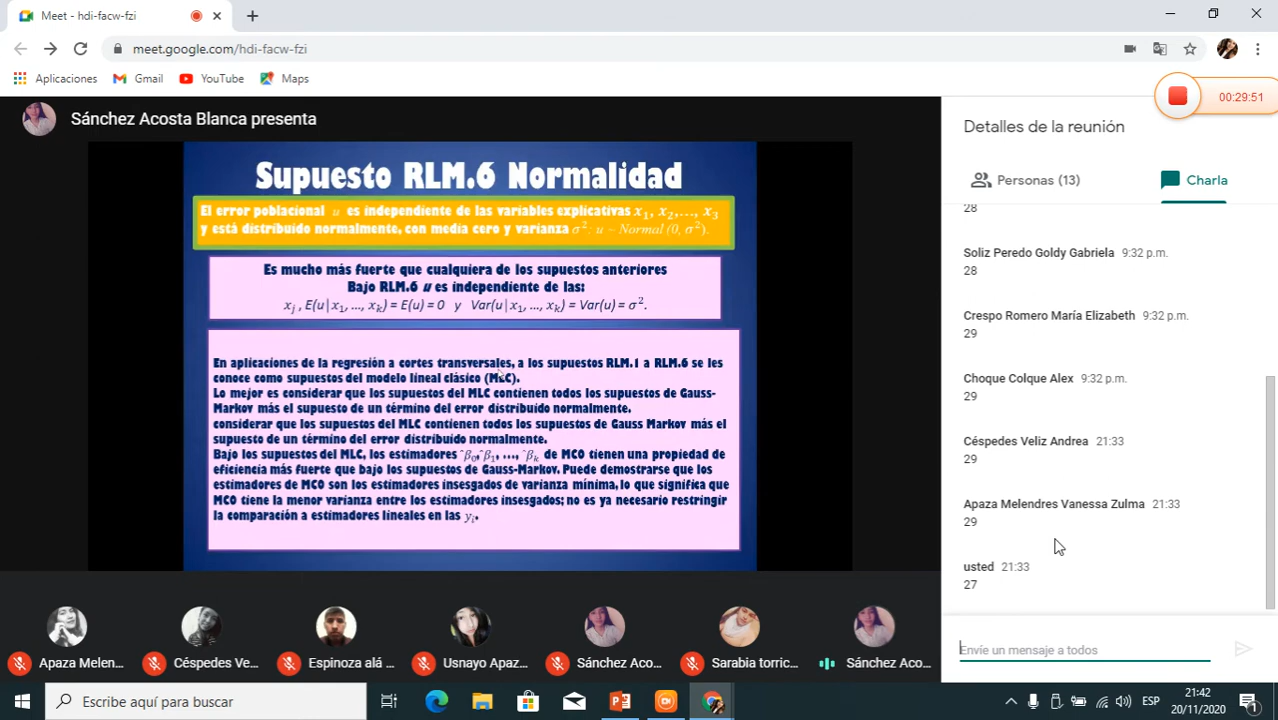 Meet - hdi-facw-fzi
meet.google.com/hdi-facw-fzi
Aplicaciones
Gmail
YouTube
Maps
00:29:51
Sánchez Acosta Blanca presenta
Supuesto RLM.6 Normalidad
El error poblacional u es independiente de las variables explicativas x₁, x₂,..., x₃
y está distribuido normalmente, con media cero y varianza σ²: u ~ Normal (0, σ²).
Es mucho más fuerte que cualquiera de los supuestos anteriores
Bajo RLM.6 u es independiente de las:
xⱼ , E(u|x₁, ..., xₖ) = E(u) = 0 y Var(u|x₁, ..., xₖ) = Var(u) = σ².
En aplicaciones de la regresión a cortes transversales, a los supuestos RLM.1 a RLM.6 se les
conoce como supuestos del modelo lineal clásico (MLC).
Lo mejor es considerar que los supuestos del MLC contienen todos los supuestos de Gauss-
Markov más el supuesto de un término del error distribuido normalmente.
considerar que los supuestos del MLC contienen todos los supuestos de Gauss Markov más el
supuesto de un término del error distribuido normalmente.
Bajo los supuestos del MLC, los estimadores ˆβ₀,ˆβ₁, ..., ˆβₖ de MCO tienen una propiedad de
eficiencia más fuerte que bajo los supuestos de Gauss-Markov. Puede demostrarse que los
estimadores de MCO son los estimadores insesgados de varianza mínima, lo que significa que
MCO tiene la menor varianza entre los estimadores insesgados; no es ya necesario restringir
la comparación a estimadores lineales en las yᵢ.
Detalles de la reunión
Personas (13)
Charla
28
Soliz Peredo Goldy Gabriela 9:32 p.m.
28
Crespo Romero María Elizabeth 9:32 p.m.
29
Choque Colque Alex 9:32 p.m.
29
Céspedes Veliz Andrea 21:33
29
Apaza Melendres Vanessa Zulma 21:33
29
usted 21:33
27
Envíe un mensaje a todos
Apaza Melen...
Céspedes Ve...
Espinoza alá ...
Usnayo Apaz...
Sánchez Aco...
Sarabia torric...
Sánchez Aco...
Escribe aquí para buscar
ESP
21:42
20/11/2020
1